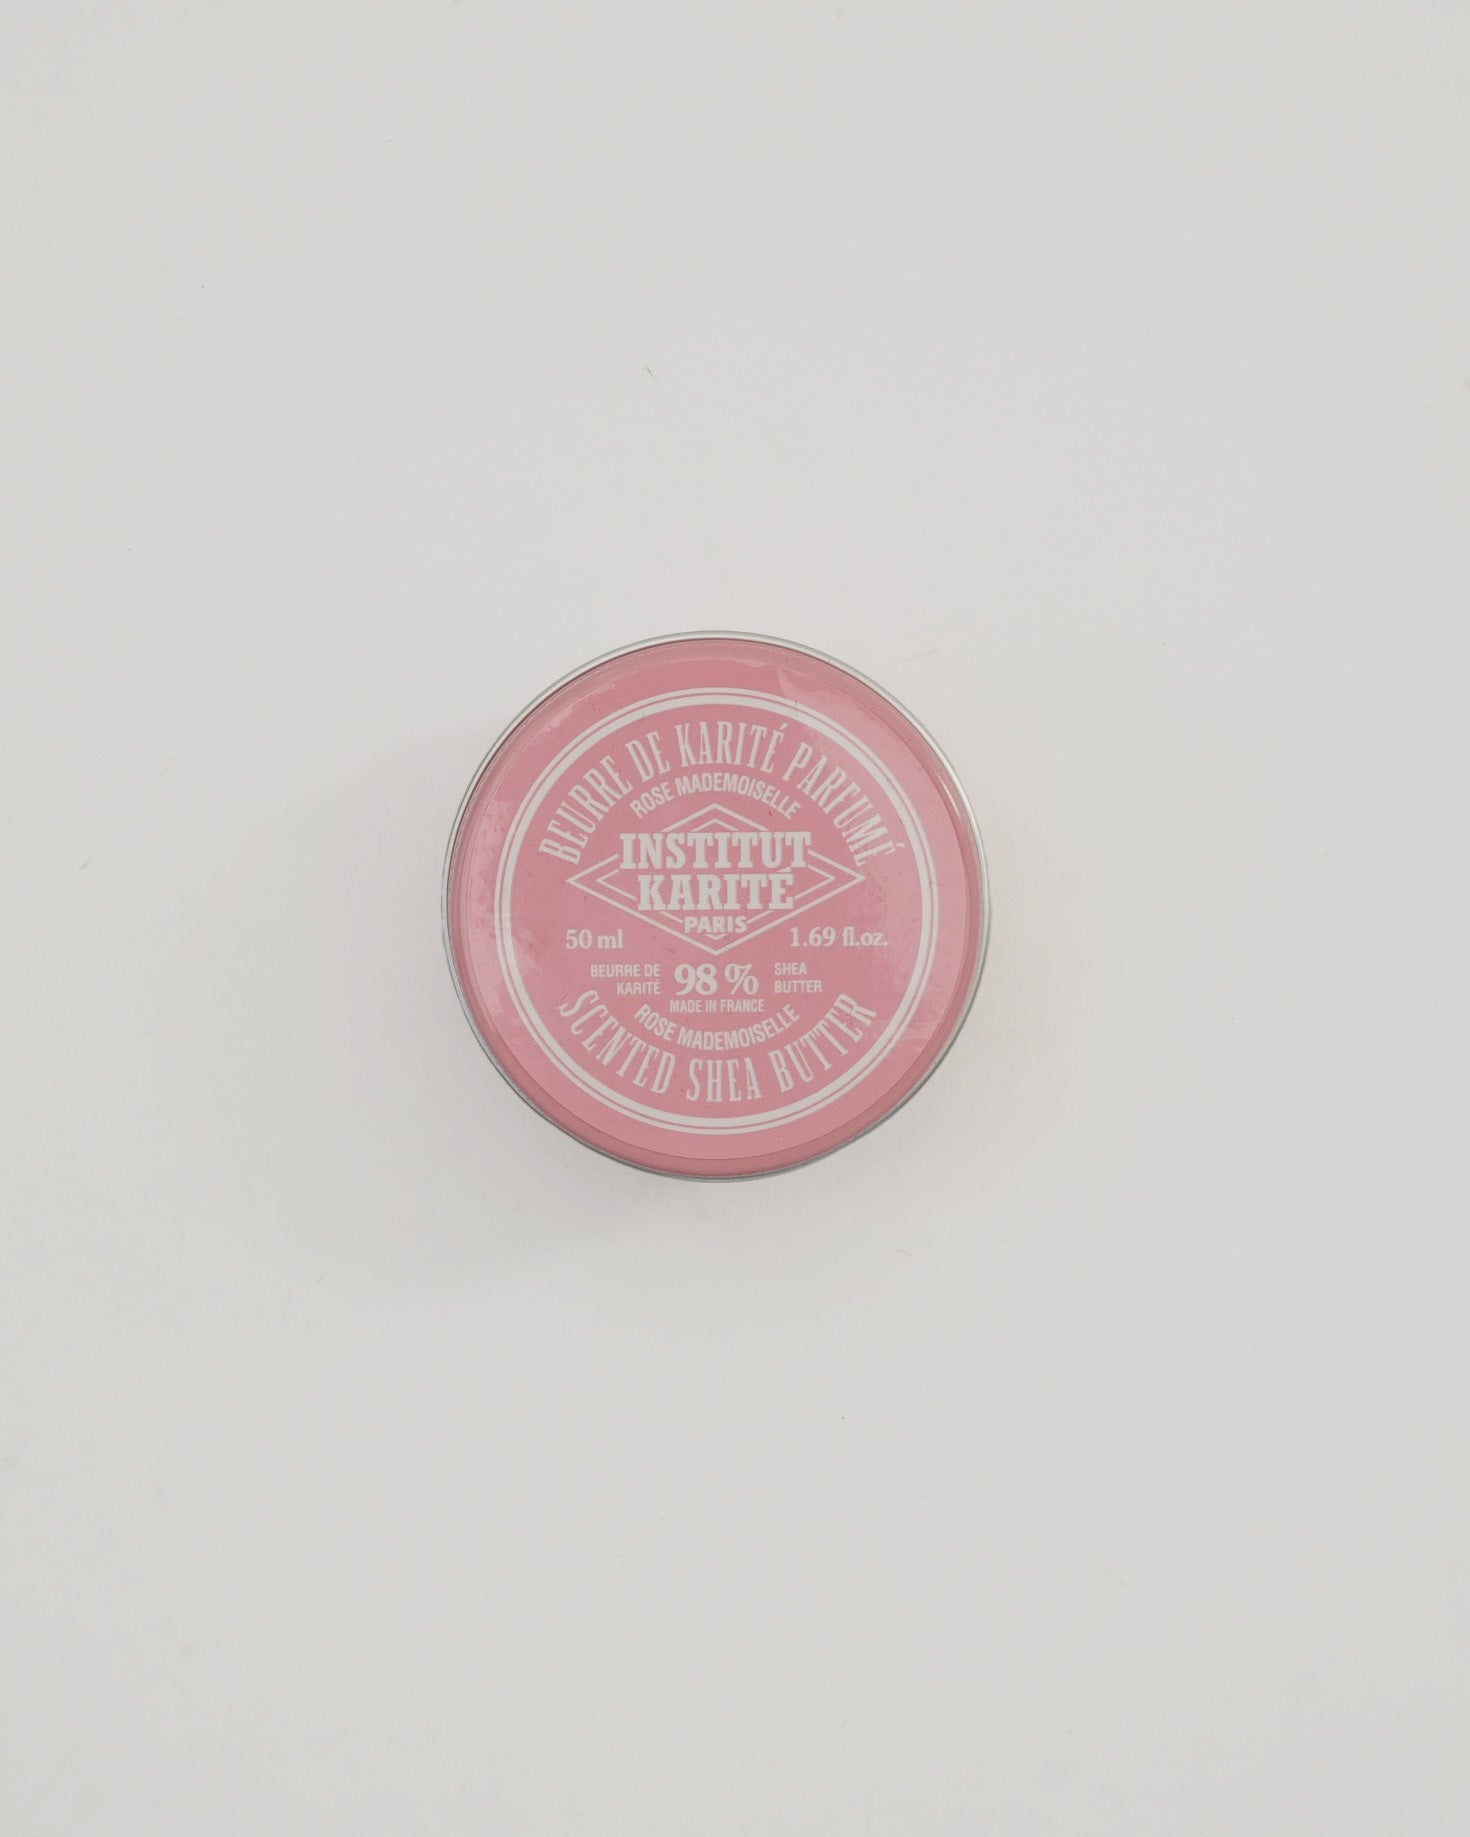 BEURRE DE KARITÉ PARFUMÉ
ROSE MADEMOISELLE
INSTITUT
KARITÉ
PARIS
50 ml
1.69 fl.oz.
BEURRE DE
KARITÉ
98 %
SHEA
BUTTER
MADE IN FRANCE
ROSE MADEMOISELLE
SCENTED SHEA BUTTER